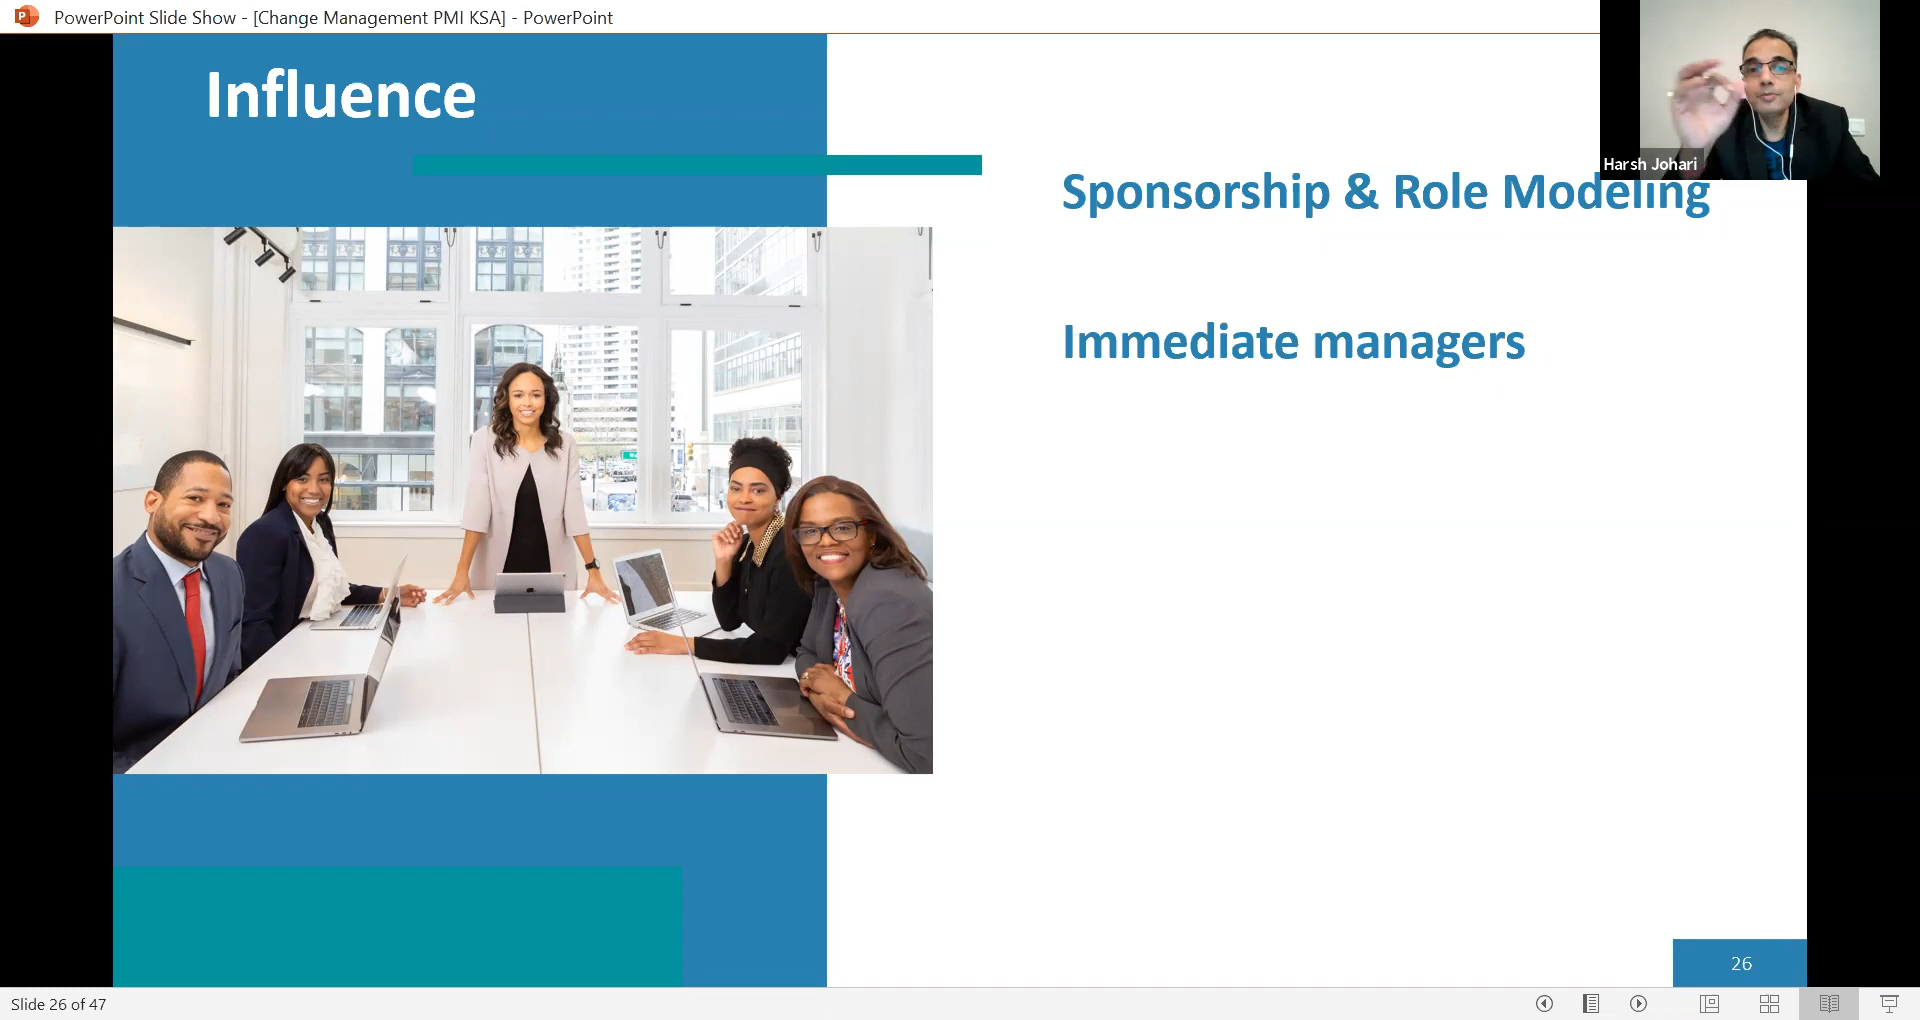 PowerPoint Slide Show - [Change Management PMI KSA] - PowerPoint
Influence
Harsh Johari
Sponsorship & Role Modeling
Immediate managers
26
Slide 26 of 47